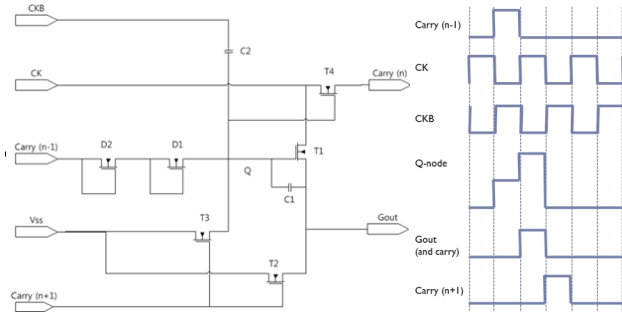 CKB
C2
T4
CK
Carry (n)
Carry (n-1)
D2
D1
T1
Q
C1
Vss
T3
Gout
T2
Carry (n+1)
Carry (n-1)
CK
CKB
Q-node
Gout
(and carry)
Carry (n+1)